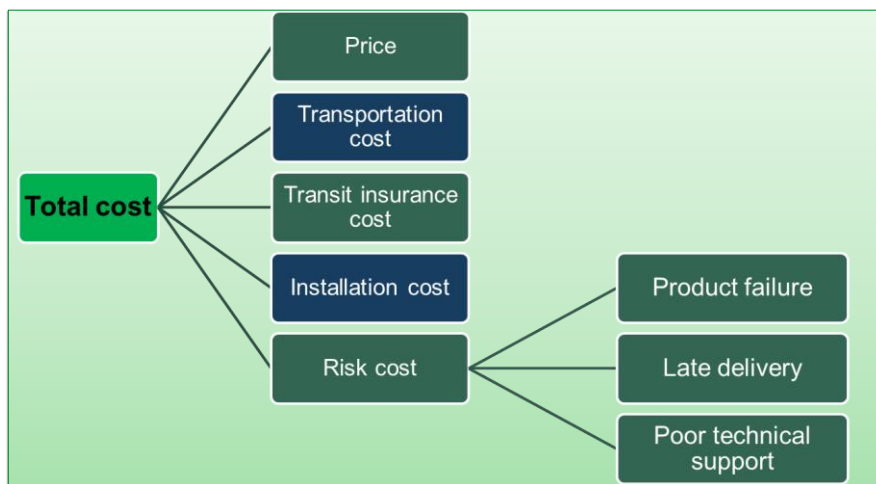 Total cost
Price
Transportation
cost
Transit insurance
cost
Installation cost
Risk cost
Product failure
Late delivery
Poor technical
support